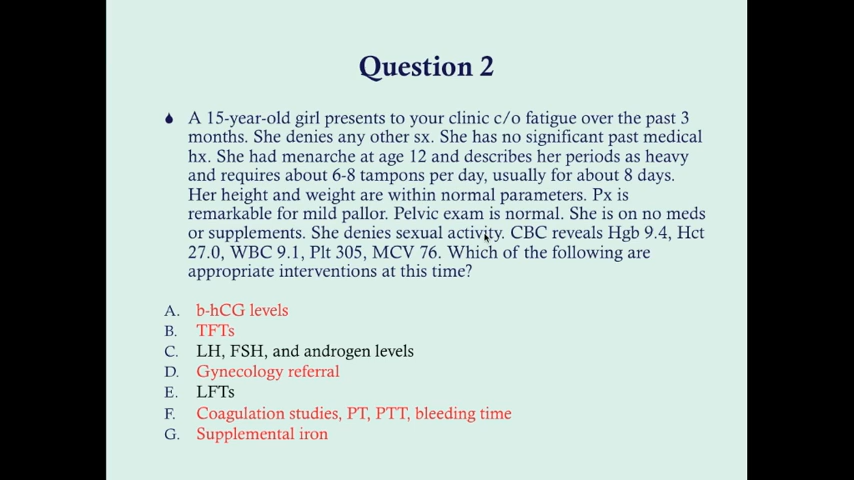 Question 2
A 15-year-old girl presents to your clinic c/o fatigue over the past 3
months. She denies any other sx. She has no significant past medical
hx. She had menarche at age 12 and describes her periods as heavy
and requires about 6-8 tampons per day, usually for about 8 days.
Her height and weight are within normal parameters. Px is
remarkable for mild pallor. Pelvic exam is normal. She is on no meds
or supplements. She denies sexual activity. CBC reveals Hgb 9.4, Hct
27.0, WBC 9.1, Plt 305, MCV 76. Which of the following are
appropriate interventions at this time?
A. b-hCG levels
B. TFTs
C. LH, FSH, and androgen levels
D. Gynecology referral
E. LFTs
F. Coagulation studies, PT, PTT, bleeding time
G. Supplemental iron